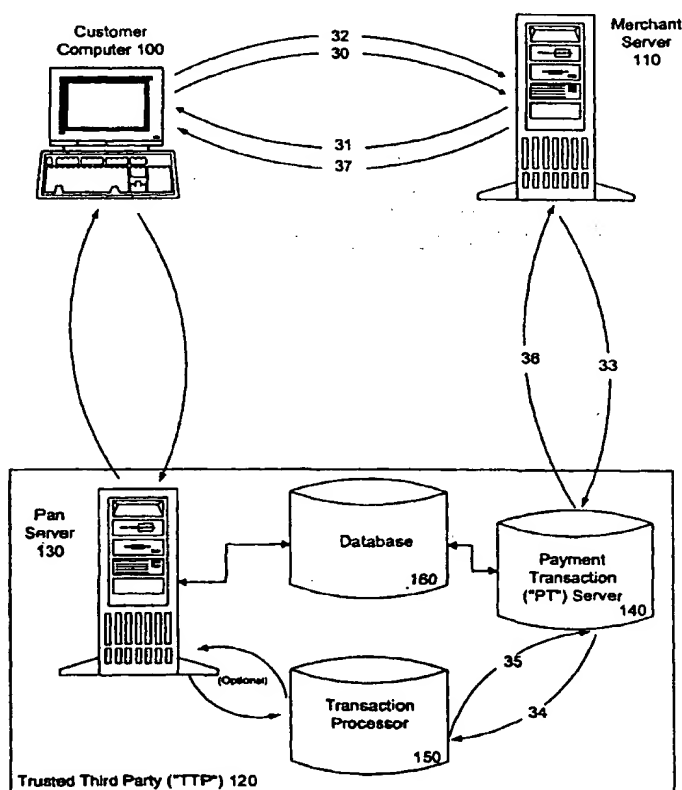 Customer
Computer 100
32
30
31
37
Merchant
Server
110
36
33
Pan
Server
130
Database
160
Payment
Transaction
("PT") Server
140
(Optional)
Transaction
Processor
150
35
34
Trusted Third Party ("TTP") 120